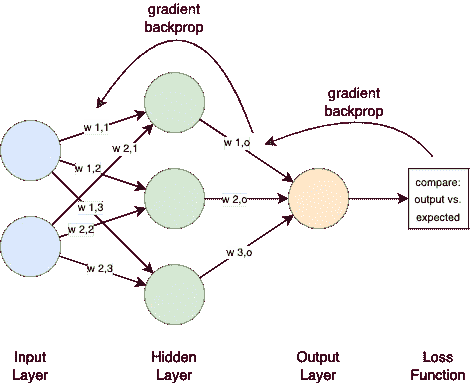 gradient
backprop
gradient
backprop
w 1,1
w 2,1
w 1,2
w 1,3
w 2,2
w 2,3
w 1,o
w 2,o
w 3,o
compare:
output vs.
expected
Input
Layer
Hidden
Layer
Output
Layer
Loss
Function